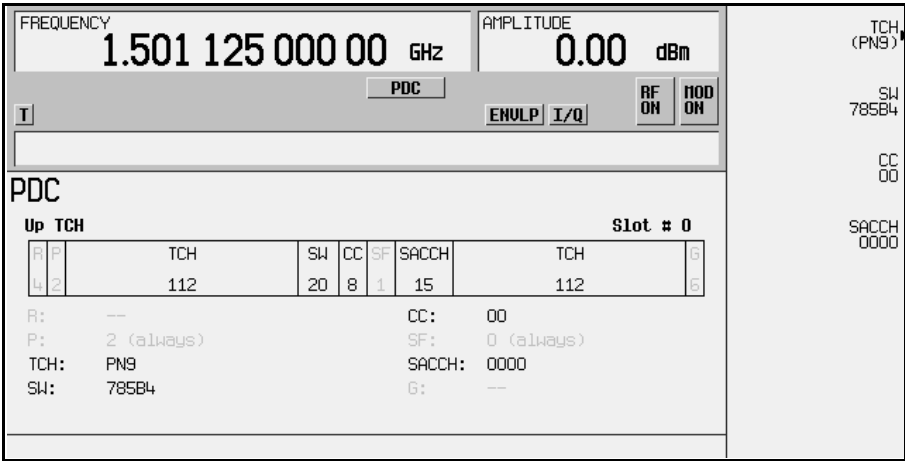 FREQUENCY
1.501 125 000 00 GHz
AMPLITUDE
0.00 dBm
PDC
T
ENVLP I/Q
RF ON
MOD ON
PDC
Up TCH
Slot # 0
R P TCH SW CC SF SACCH TCH G
4 2 112 20 8 1 15 112 6
R: --
CC: 00
P: 2 (always)
SF: 0 (always)
TCH: PN9
SACCH: 0000
SW: 785B4
G: --
TCH
(PN9)
SW
785B4
CC
00
SACCH
0000